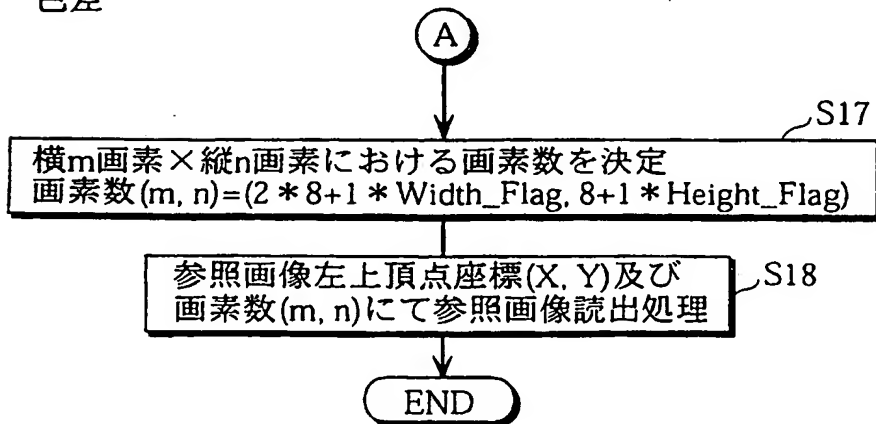 色差
A
S17
横m画素×縦n画素における画素数を決定
画素数(m, n)=(2*8+1*Width_Flag, 8+1*Height_Flag)
参照画像左上頂点座標(X, Y)及び
S18
画素数(m, n)にて参照画像読出処理
END